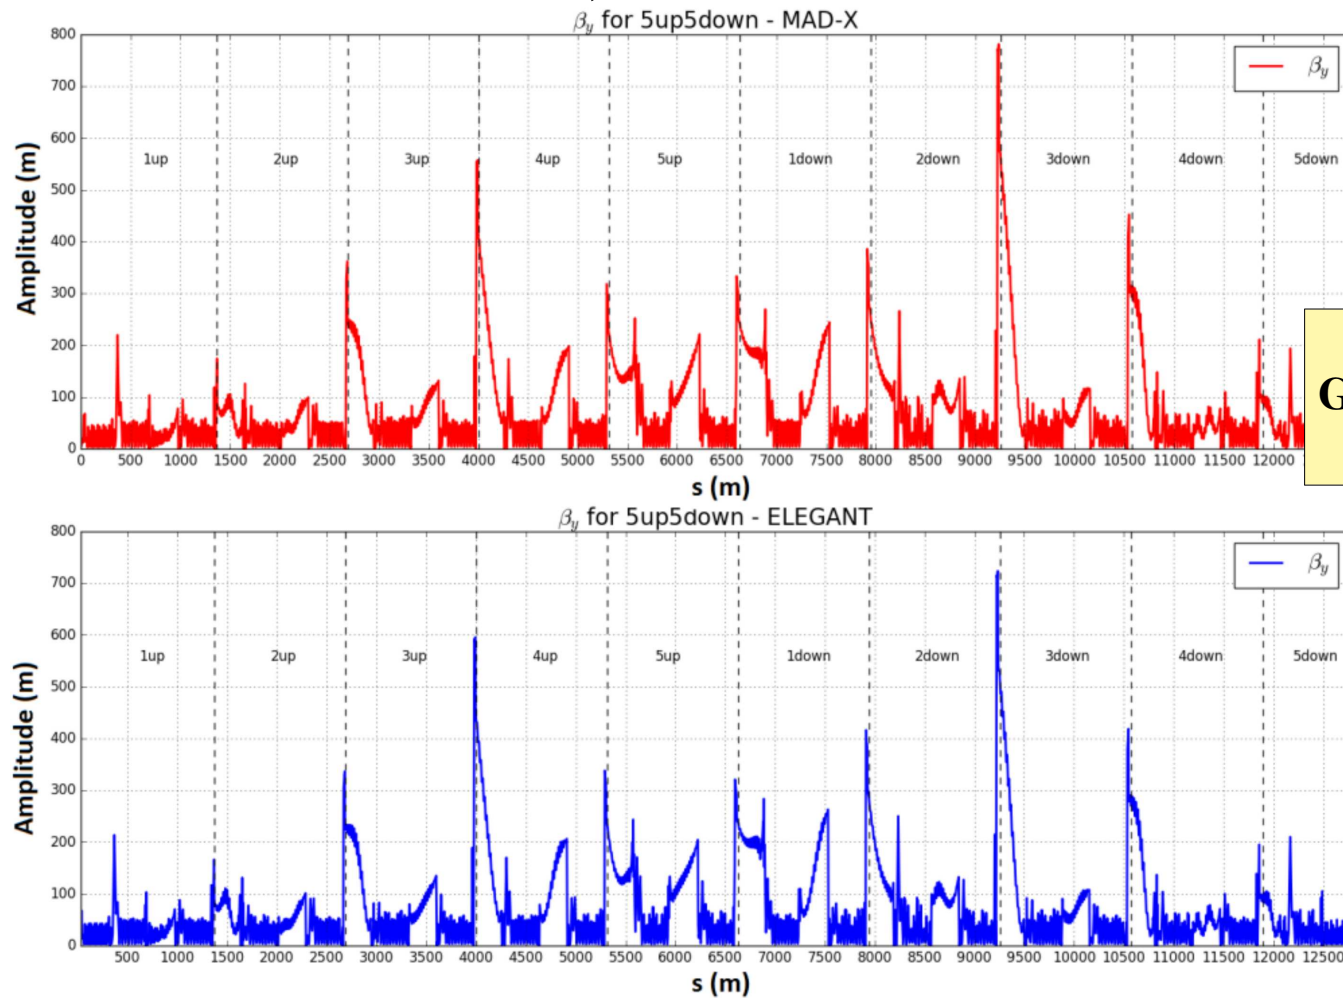 β_y for 5up5down - MAD-X
800
700
600
500
400
300
200
100
0
Amplitude (m)
β_y
1up 2up 3up 4up 5up 1down 2down 3down 4down 5down
0 500 1000 1500 2000 2500 3000 3500 4000 4500 5000 5500 6000 6500 7000 7500 8000 8500 9000 9500 10000 10500 11000 11500 12000
s (m)
G
β_y for 5up5down - ELEGANT
800
700
600
500
400
300
200
100
0
Amplitude (m)
β_y
1up 2up 3up 4up 5up 1down 2down 3down 4down 5down
500 1000 1500 2000 2500 3000 3500 4000 4500 5000 5500 6000 6500 7000 7500 8000 8500 9000 9500 10000 10500 11000 11500 12000 12500
s (m)